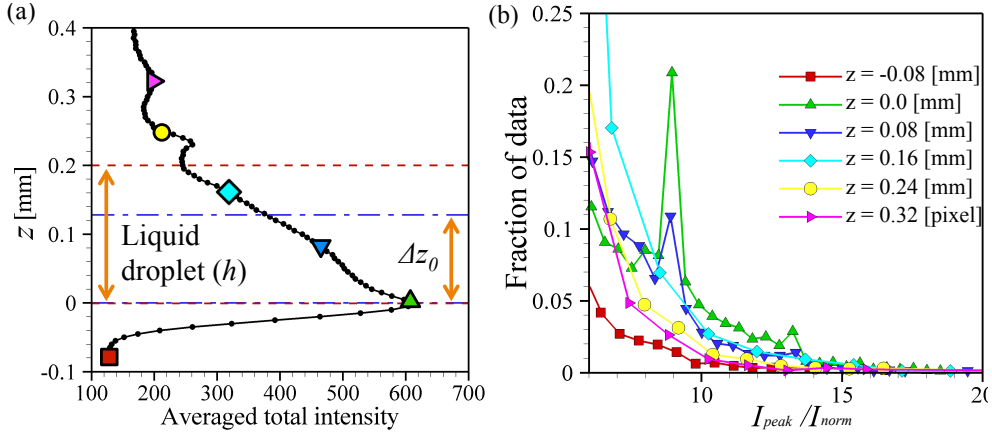 (a)
0.4
0.3
0.2
0.1
0
-0.1
z [mm]
Liquid
droplet (h)
Δz0
100 200 300 400 500 600 700
Averaged total intensity
(b)
0.25
0.2
0.15
0.1
0.05
0
Fraction of data
z = -0.08 [mm]
z = 0.0 [mm]
z = 0.08 [mm]
z = 0.16 [mm]
z = 0.24 [mm]
z = 0.32 [pixel]
10 15 20
Ipeak /Inorm